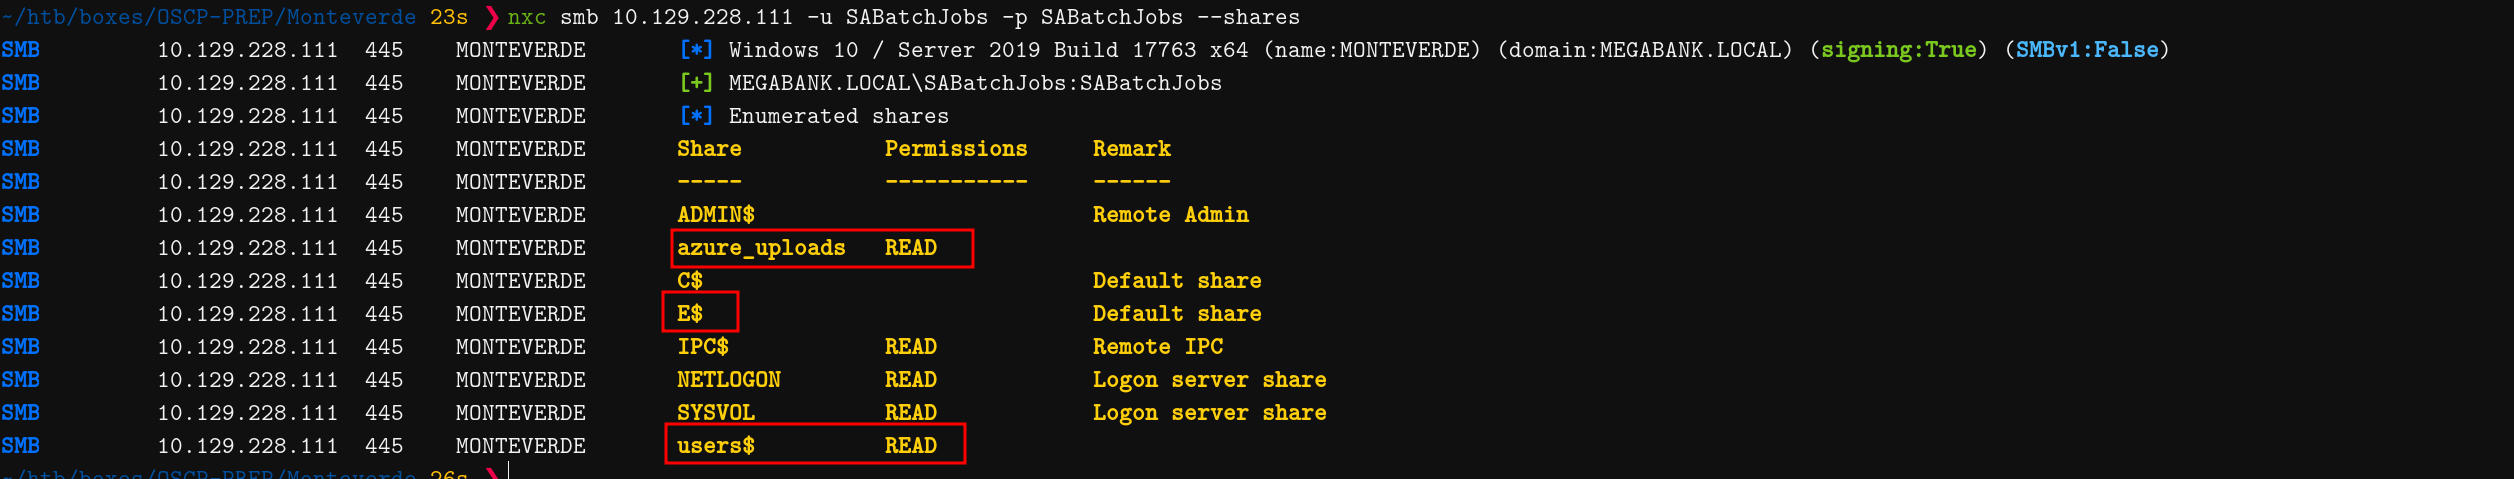 ~/htb/boxes/OSCP-PREP/Monteverde 23s ❯ nxc smb 10.129.228.111 -u SABatchJobs -p SABatchJobs --shares
SMB 10.129.228.111 445 MONTEVERDE [*] Windows 10 / Server 2019 Build 17763 x64 (name:MONTEVERDE) (domain:MEGABANK.LOCAL) (signing:True) (SMBv1:False)
SMB 10.129.228.111 445 MONTEVERDE [+] MEGABANK.LOCAL\SABatchJobs:SABatchJobs
SMB 10.129.228.111 445 MONTEVERDE [*] Enumerated shares
SMB 10.129.228.111 445 MONTEVERDE Share Permissions Remark
SMB 10.129.228.111 445 MONTEVERDE ----- ----------- ------
SMB 10.129.228.111 445 MONTEVERDE ADMIN$ Remote Admin
SMB 10.129.228.111 445 MONTEVERDE azure_uploads READ
SMB 10.129.228.111 445 MONTEVERDE C$ Default share
SMB 10.129.228.111 445 MONTEVERDE E$ Default share
SMB 10.129.228.111 445 MONTEVERDE IPC$ READ Remote IPC
SMB 10.129.228.111 445 MONTEVERDE NETLOGON READ Logon server share
SMB 10.129.228.111 445 MONTEVERDE SYSVOL READ Logon server share
SMB 10.129.228.111 445 MONTEVERDE users$ READ
~/htb/boxes/OSCP-PREP/Monteverde 26s ❯